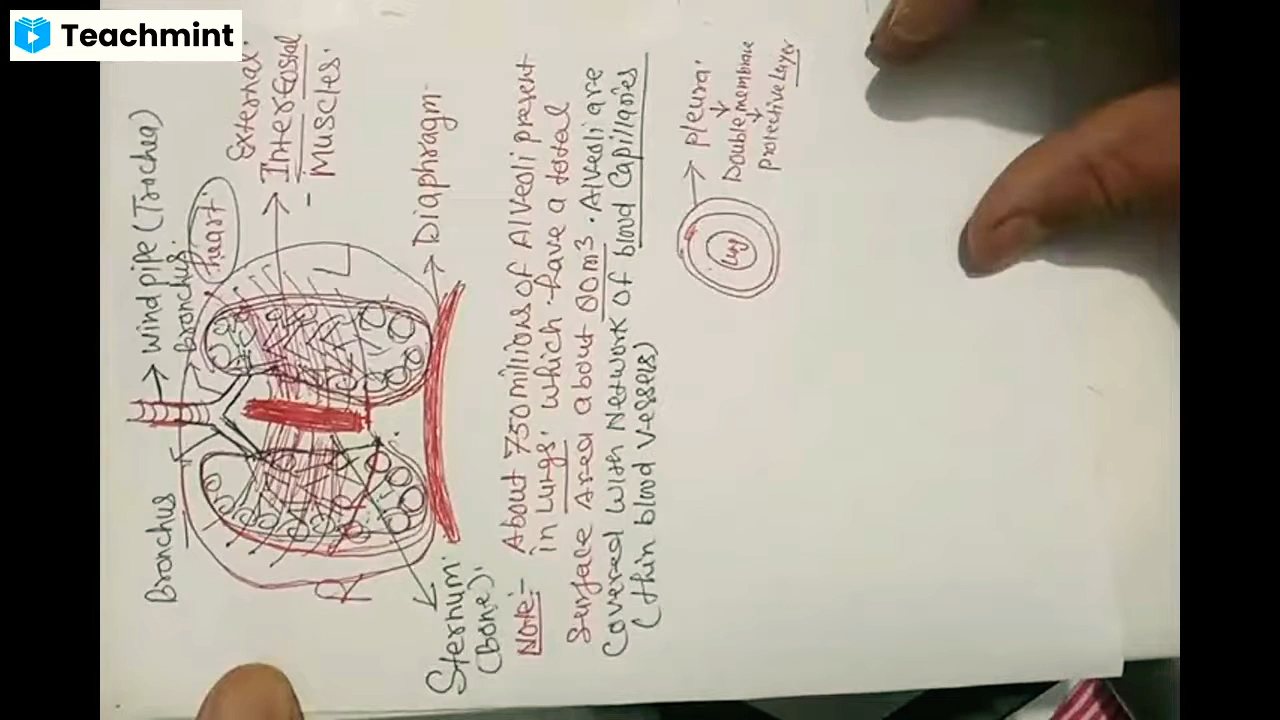 Teachmint
wind pipe (Trachea)
Bronchus
bronchus.
heart.
External.
Intercostal
Muscles.
R
L
Diaphragm.
Sternum.
(Bone).
Note:- About 750 millions of Alveoli present
in Lungs. which have a total
Surface Area about 80m³. Alveoli are
Covered with Network of blood Capillaries
(thin blood vessels)
Lung
Pleura.
Double membrane
Protective Layer